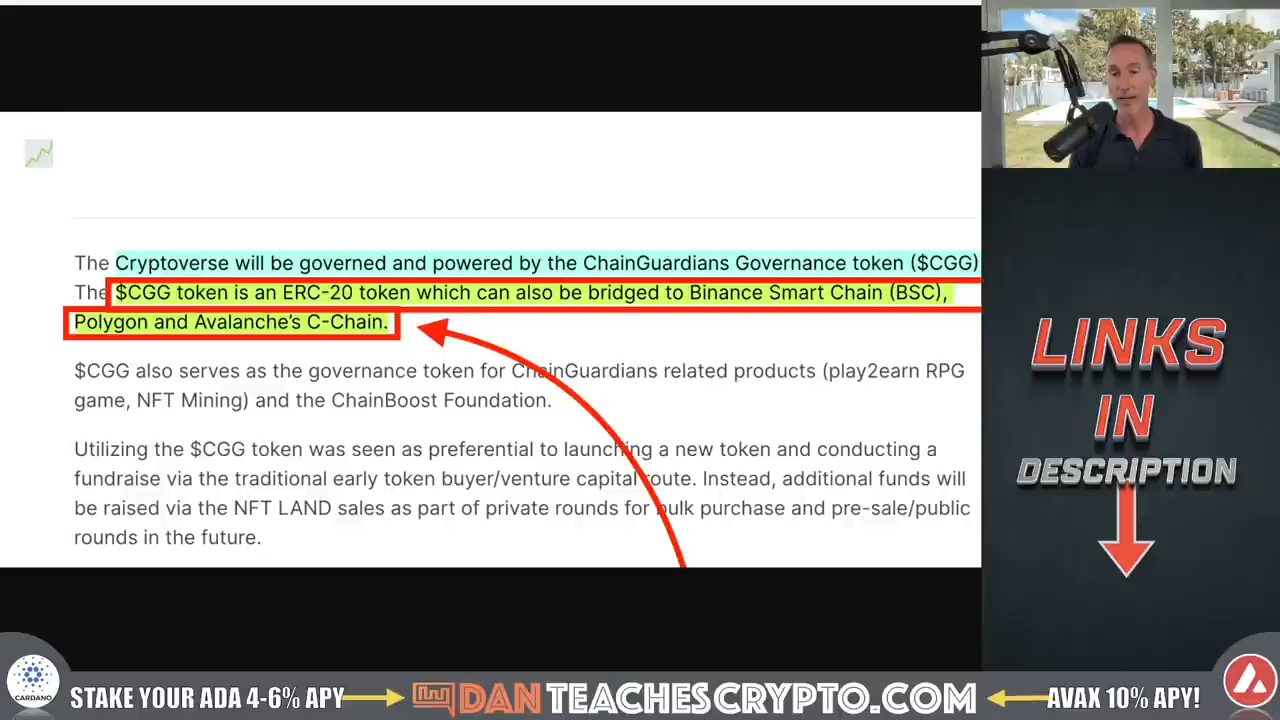 The Cryptoverse will be governed and powered by the ChainGuardians Governance token ($CGG)
The $CGG token is an ERC-20 token which can also be bridged to Binance Smart Chain (BSC),
Polygon and Avalanche's C-Chain.
$CGG also serves as the governance token for ChainGuardians related products (play2earn RPG
game, NFT Mining) and the ChainBoost Foundation.
Utilizing the $CGG token was seen as preferential to launching a new token and conducting a
fundraise via the traditional early token buyer/venture capital route. Instead, additional funds will
be raised via the NFT LAND sales as part of private rounds for bulk purchase and pre-sale/public
rounds in the future.
LINKS
IN
DESCRIPTION
CARDANO
STAKE YOUR ADA 4-6% APY
DANTEACHESCRYPTO.COM
AVAX 10% APY!